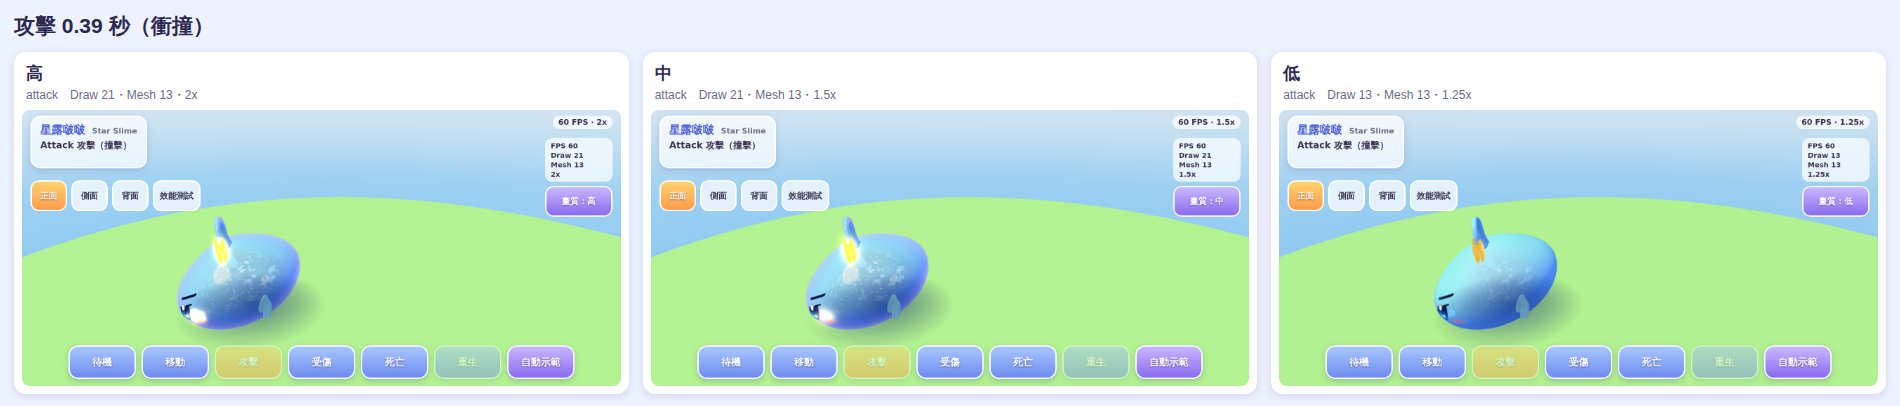 攻擊 0.39 秒（衝撞）
高
attack Draw 21・Mesh 13・2x
星露啵啵 Star Slime
Attack 攻擊（撞擊）
60 FPS · 2x
FPS 60
Draw 21
Mesh 13
2x
正面 側面 背面 效能測試
畫質：高
待機 移動 攻擊 受傷 死亡 重生 自動示範
中
attack Draw 21・Mesh 13・1.5x
星露啵啵 Star Slime
Attack 攻擊（撞擊）
60 FPS · 1.5x
FPS 60
Draw 21
Mesh 13
1.5x
正面 側面 背面 效能測試
畫質：中
待機 移動 攻擊 受傷 死亡 重生 自動示範
低
attack Draw 13・Mesh 13・1.25x
星露啵啵 Star Slime
Attack 攻擊（撞擊）
60 FPS · 1.25x
FPS 60
Draw 13
Mesh 13
1.25x
正面 側面 背面 效能測試
畫質：低
待機 移動 攻擊 受傷 死亡 重生 自動示範